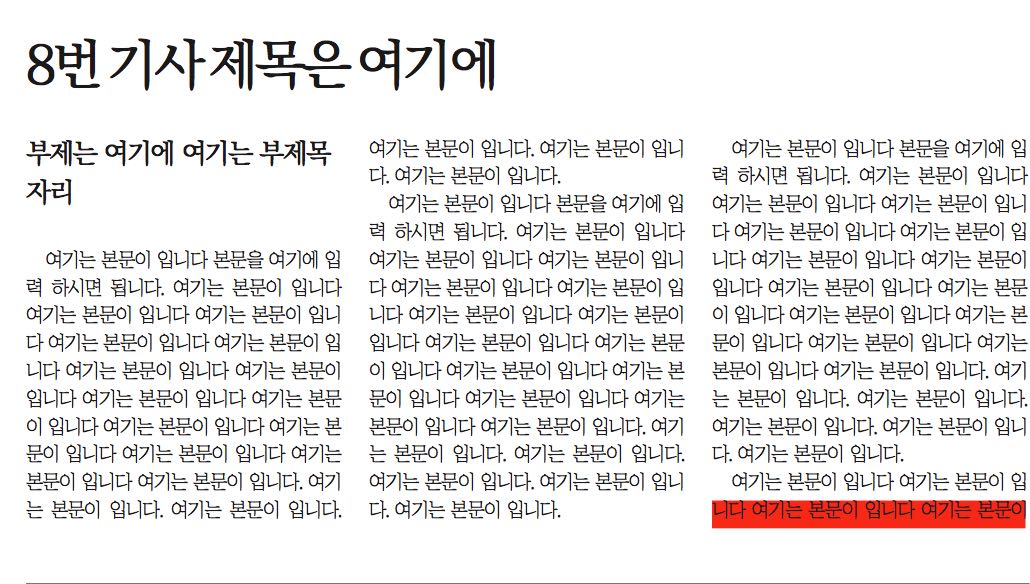 8번 기사 제목은 여기에
부제는 여기에 여기는 부제목
자리
여기는 본문이 입니다 본문을 여기에 입
력 하시면 됩니다. 여기는 본문이 입니다
여기는 본문이 입니다 여기는 본문이 입니
다 여기는 본문이 입니다 여기는 본문이 입
니다 여기는 본문이 입니다 여기는 본문이
입니다 여기는 본문이 입니다 여기는 본문
이 입니다 여기는 본문이 입니다 여기는 본
문이 입니다 여기는 본문이 입니다 여기는
본문이 입니다 여기는 본문이 입니다. 여기
는 본문이 입니다. 여기는 본문이 입니다.
여기는 본문이 입니다. 여기는 본문이 입니
다. 여기는 본문이 입니다.
여기는 본문이 입니다 본문을 여기에 입
력 하시면 됩니다. 여기는 본문이 입니다
여기는 본문이 입니다 여기는 본문이 입니
다 여기는 본문이 입니다 여기는 본문이 입
니다 여기는 본문이 입니다 여기는 본문이
입니다 여기는 본문이 입니다 여기는 본문
이 입니다 여기는 본문이 입니다 여기는 본
문이 입니다 여기는 본문이 입니다 여기는
본문이 입니다 여기는 본문이 입니다. 여기
는 본문이 입니다. 여기는 본문이 입니다.
여기는 본문이 입니다. 여기는 본문이 입니
다. 여기는 본문이 입니다.
여기는 본문이 입니다 본문을 여기에 입
력 하시면 됩니다. 여기는 본문이 입니다
여기는 본문이 입니다 여기는 본문이 입니
다 여기는 본문이 입니다 여기는 본문이 입
니다 여기는 본문이 입니다 여기는 본문이
입니다 여기는 본문이 입니다 여기는 본문
이 입니다 여기는 본문이 입니다 여기는 본
문이 입니다 여기는 본문이 입니다 여기는
본문이 입니다 여기는 본문이 입니다. 여기
는 본문이 입니다. 여기는 본문이 입니다.
여기는 본문이 입니다. 여기는 본문이 입니
다. 여기는 본문이 입니다.
여기는 본문이 입니다 여기는 본문이 입
니다 여기는 본문이 입니다 여기는 본문이